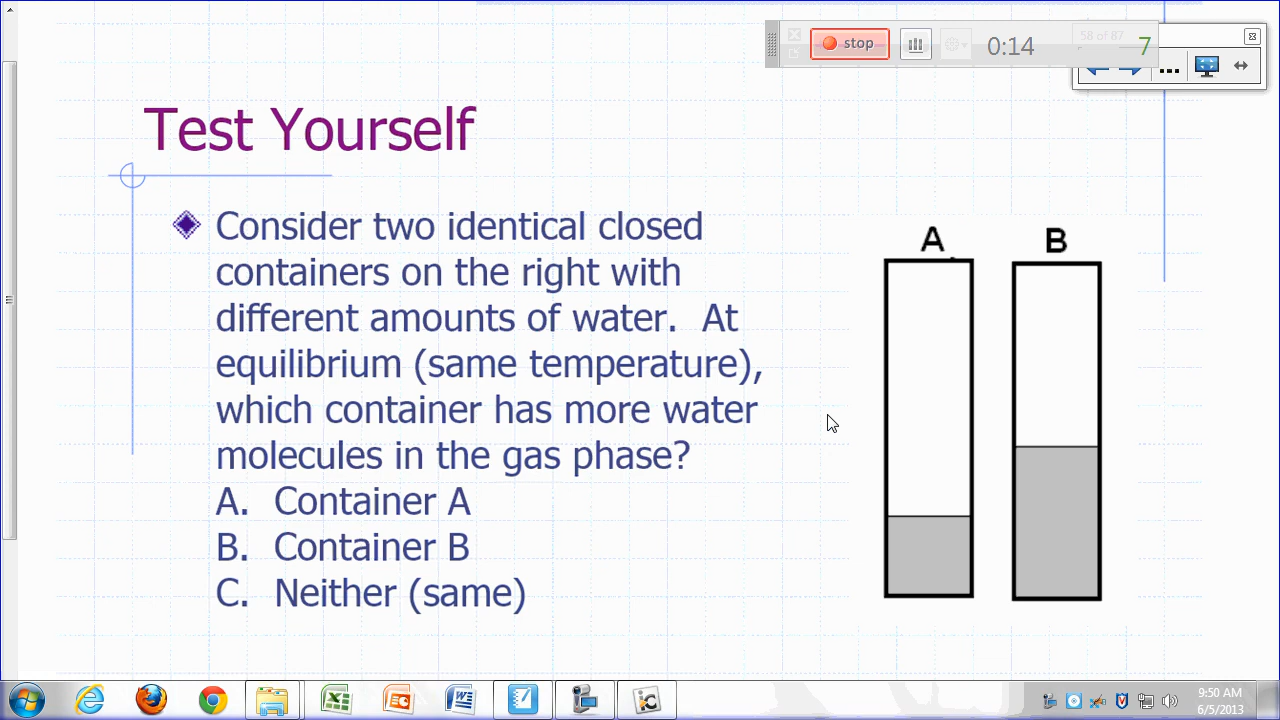 stop
0:14
7
58 of 87
Test Yourself
Consider two identical closed
containers on the right with
different amounts of water. At
equilibrium (same temperature),
which container has more water
molecules in the gas phase?
A. Container A
B. Container B
C. Neither (same)
A
B
9:50 AM
6/5/2013